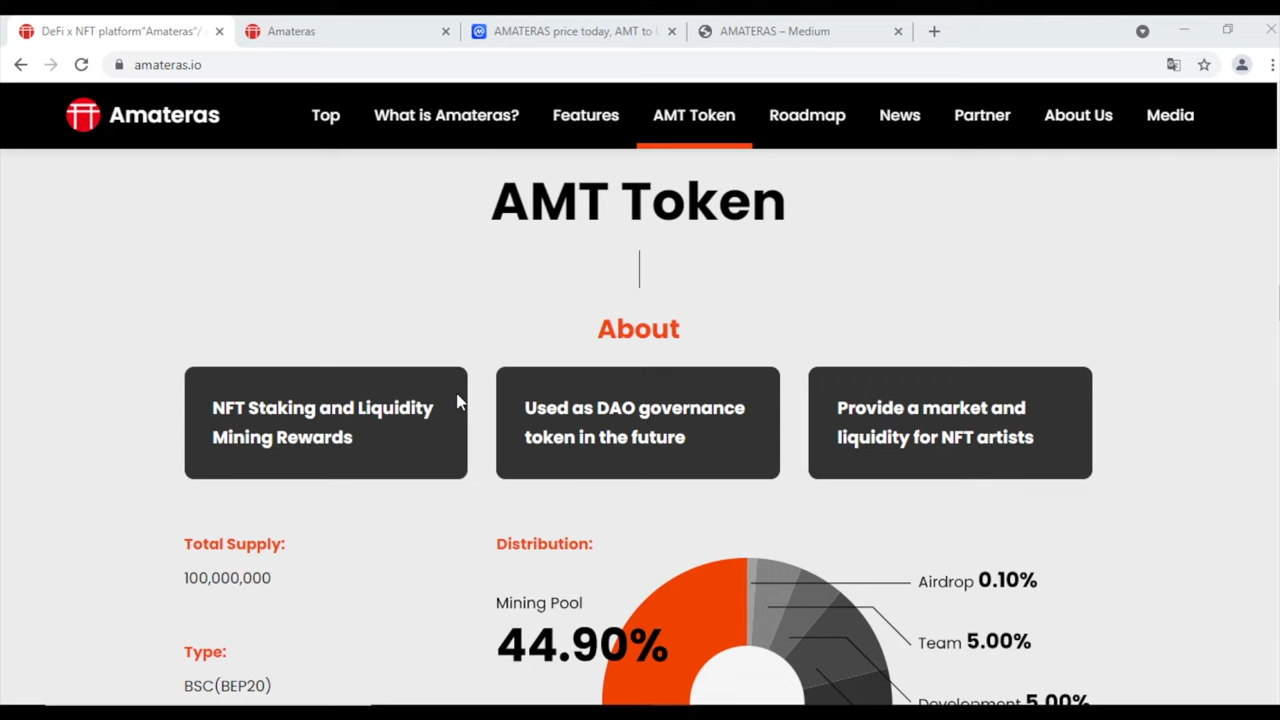 DeFi x NFT platform"Amateras"/
Amateras
AMATERAS price today, AMT to
AMATERAS – Medium
amateras.io
Amateras
Top
What is Amateras?
Features
AMT Token
Roadmap
News
Partner
About Us
Media
AMT Token
About
NFT Staking and Liquidity
Mining Rewards
Used as DAO governance
token in the future
Provide a market and
liquidity for NFT artists
Total Supply:
100,000,000
Type:
BSC(BEP20)
Distribution:
Mining Pool
44.90%
Airdrop 0.10%
Team 5.00%
Development 5.00%